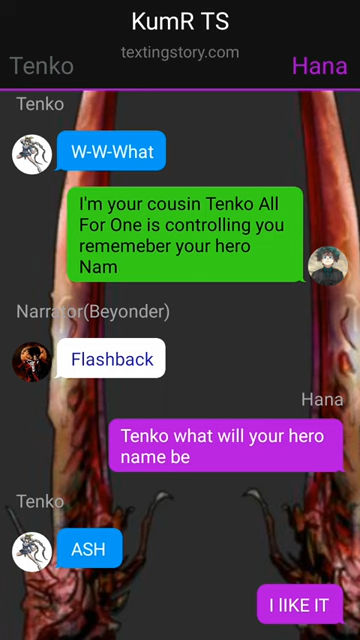 KumR TS
textingstory.com
Tenko
Hana
Tenko
W-W-What
I'm your cousin Tenko All
For One is controlling you
rememeber your hero
Nam
Narrator(Beyonder)
Flashback
Hana
Tenko what will your hero
name be
Tenko
ASH
I lIKE IT